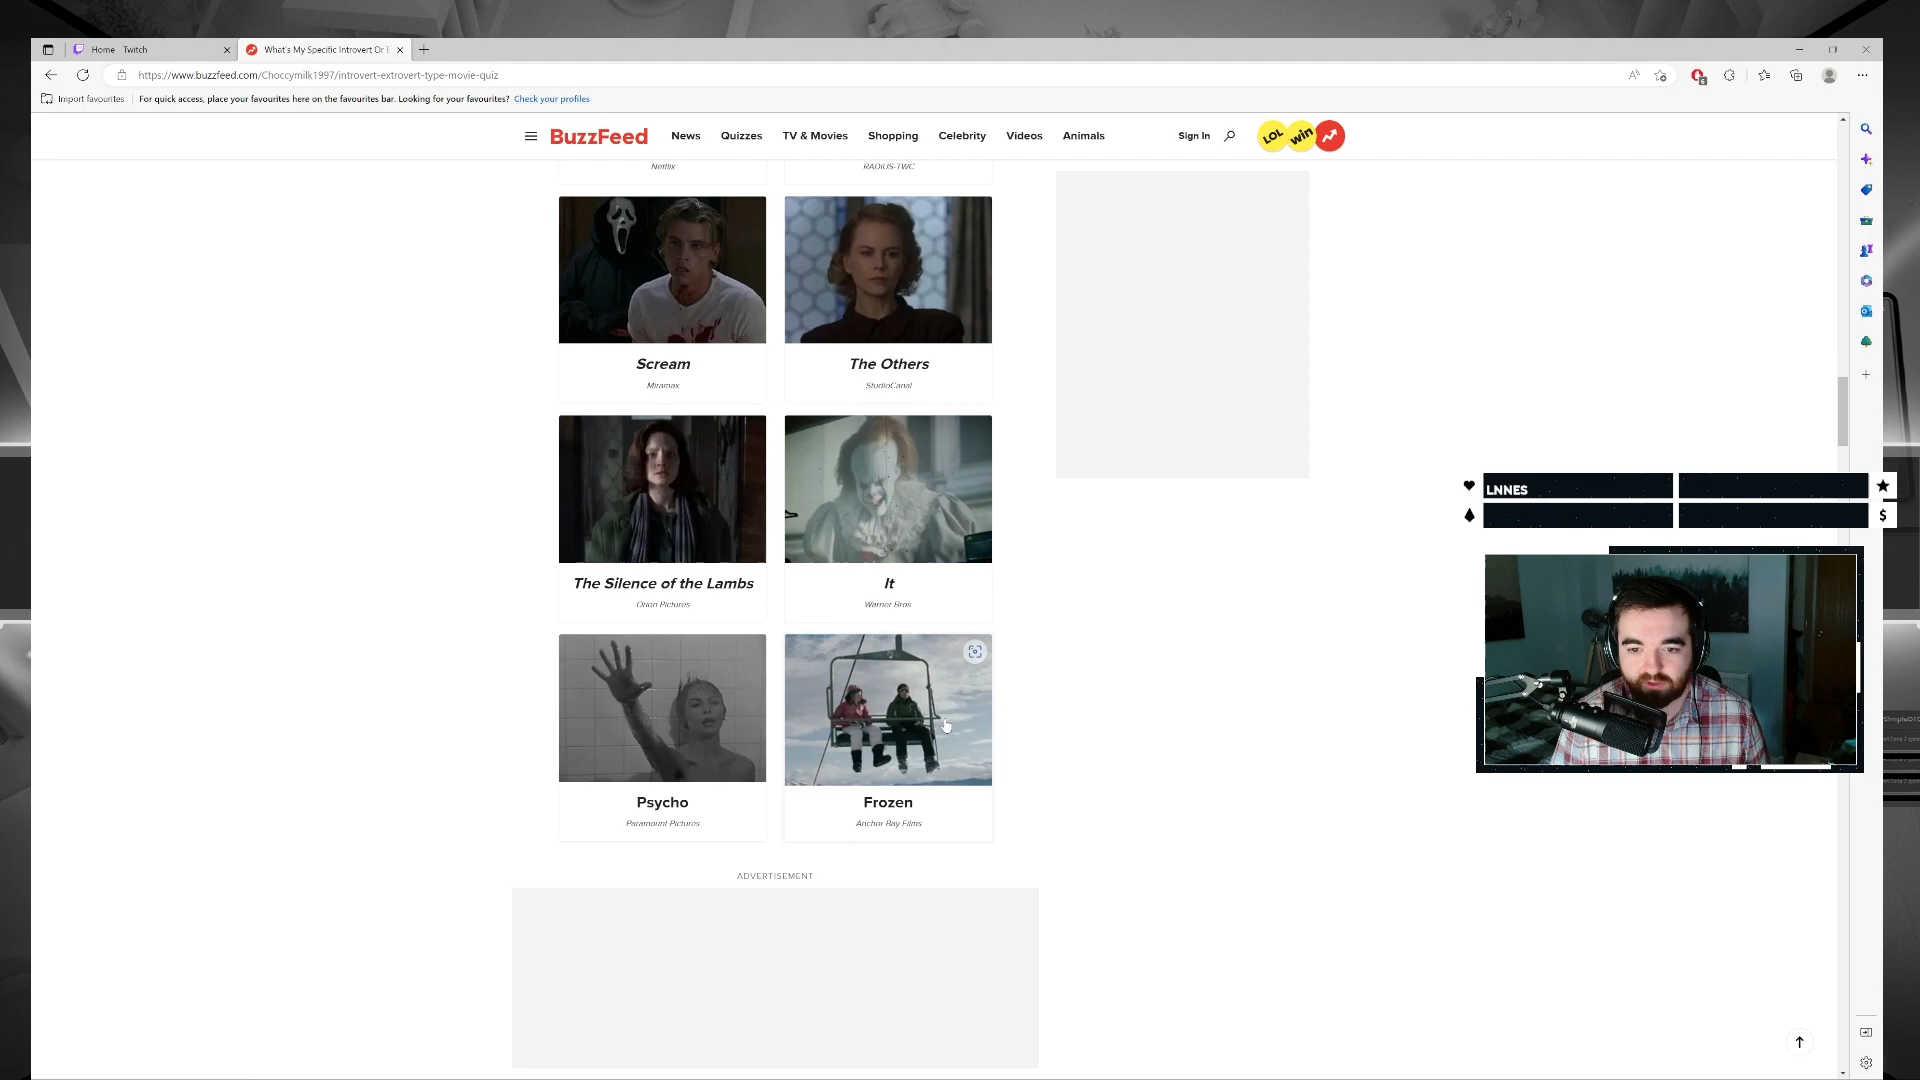 Home Twitch
What's My Specific Introvert Or E
https://www.buzzfeed.com/Choccymilk1997/introvert-extrovert-type-movie-quiz
Import favourites
For quick access, place your favourites here on the favourites bar. Looking for your favourites? Check your profiles
BuzzFeed
News
Quizzes
TV & Movies
Shopping
Celebrity
Videos
Animals
Sign In
LOL
win
Netflix
RADiUS-TWC
Scream
Miramax
The Others
StudioCanal
The Silence of the Lambs
Orion Pictures
It
Warner Bros
Psycho
Paramount Pictures
Frozen
Anchor Bay Films
ADVERTISEMENT
LNNES
$